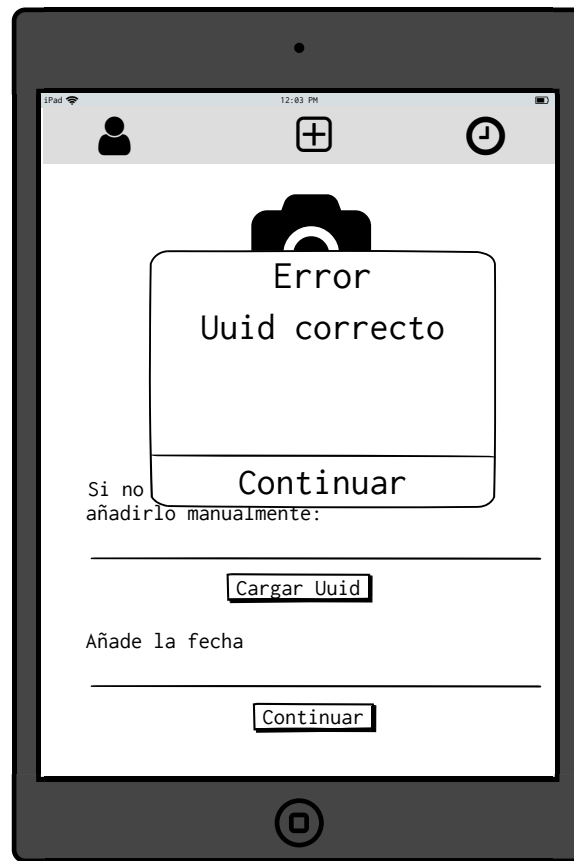 iPad 12:03 PM
Error
Uuid correcto
Continuar
Si no
añadirlo manualmente:
Cargar Uuid
Añade la fecha
Continuar